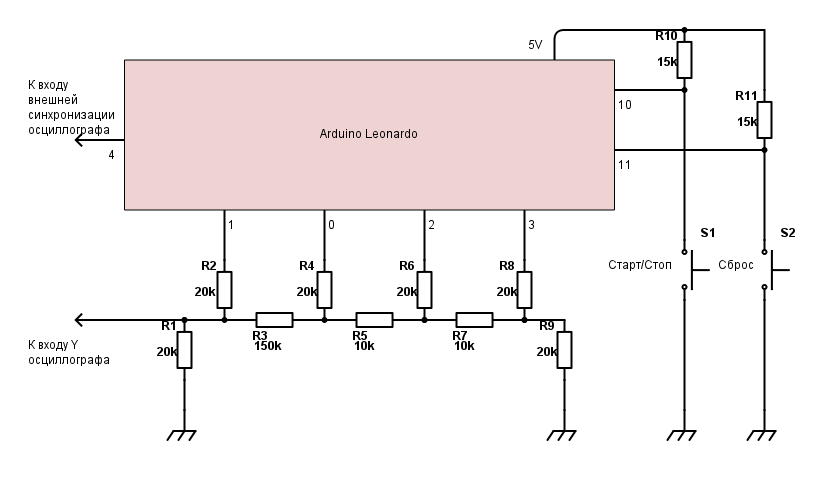 5V
R10
15k
К входу
внешней
синхронизации
осциллографа
4
Arduino Leonardo
10
R11
15k
11
1
0
2
3
S1
S2
Старт/Стоп
Сброс
R2
20k
R4
20k
R6
20k
R8
20k
R1
20k
R3
150k
R5
10k
R7
10k
R9
20k
К входу Y
осциллографа